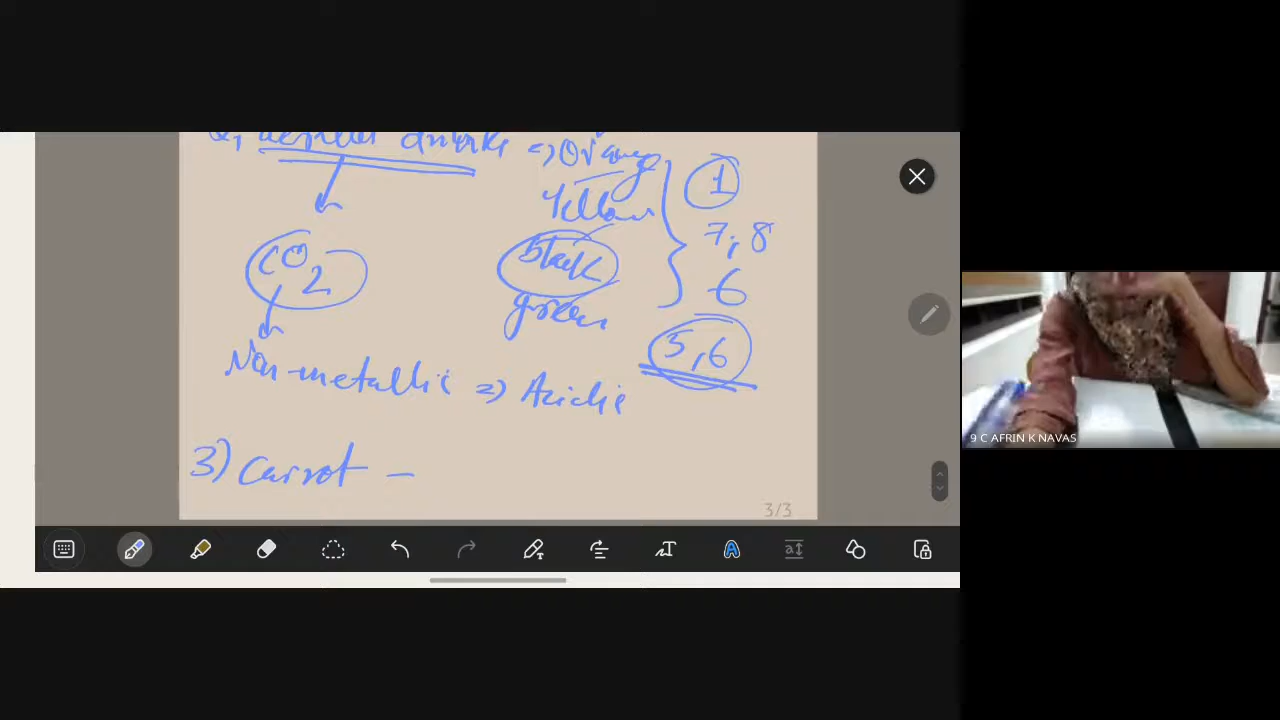 drinks => Orange
Yellow
1
7, 8
CO2
black
6
green
5, 6
Non-metallic => Acidic
3) Carrot -
3/3
9 C AFRIN K NAVAS